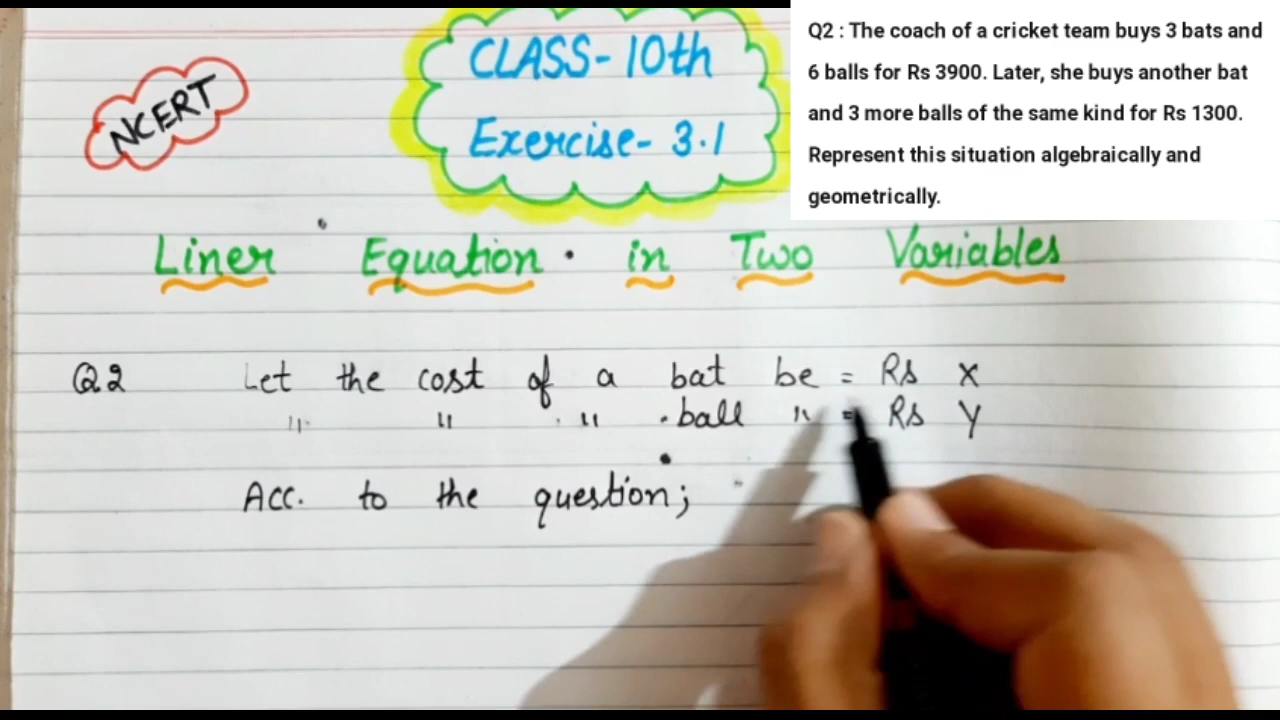 NCERT
CLASS-10th
Exercise-3.1
Q2 : The coach of a cricket team buys 3 bats and
6 balls for Rs 3900. Later, she buys another bat
and 3 more balls of the same kind for Rs 1300.
Represent this situation algebraically and
geometrically.
Liner Equation in Two Variables
Q2 Let the cost of a bat be = Rs X
" " " ball " = Rs Y
Acc. to the question;